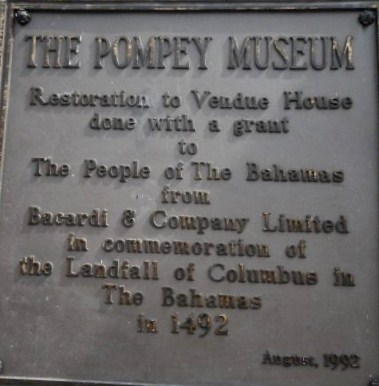 THE POMPEY MUSEUM
Restoration to Vendue House
done with a grant
to
The People of The Bahamas
from
Bacardi & Company Limited
in commemoration of
the Landfall of Columbus in
The Bahamas
in 1492
August, 1992